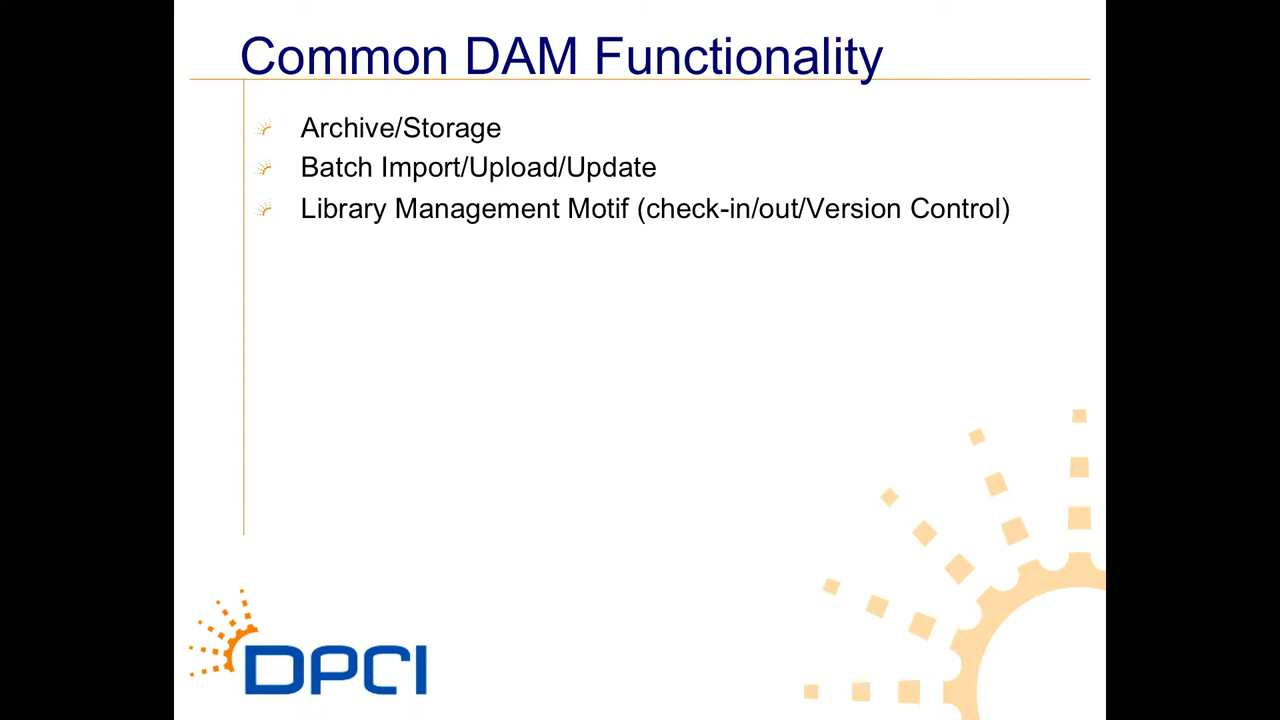 Common DAM Functionality
Archive/Storage
Batch Import/Upload/Update
Library Management Motif (check-in/out/Version Control)
DPCI